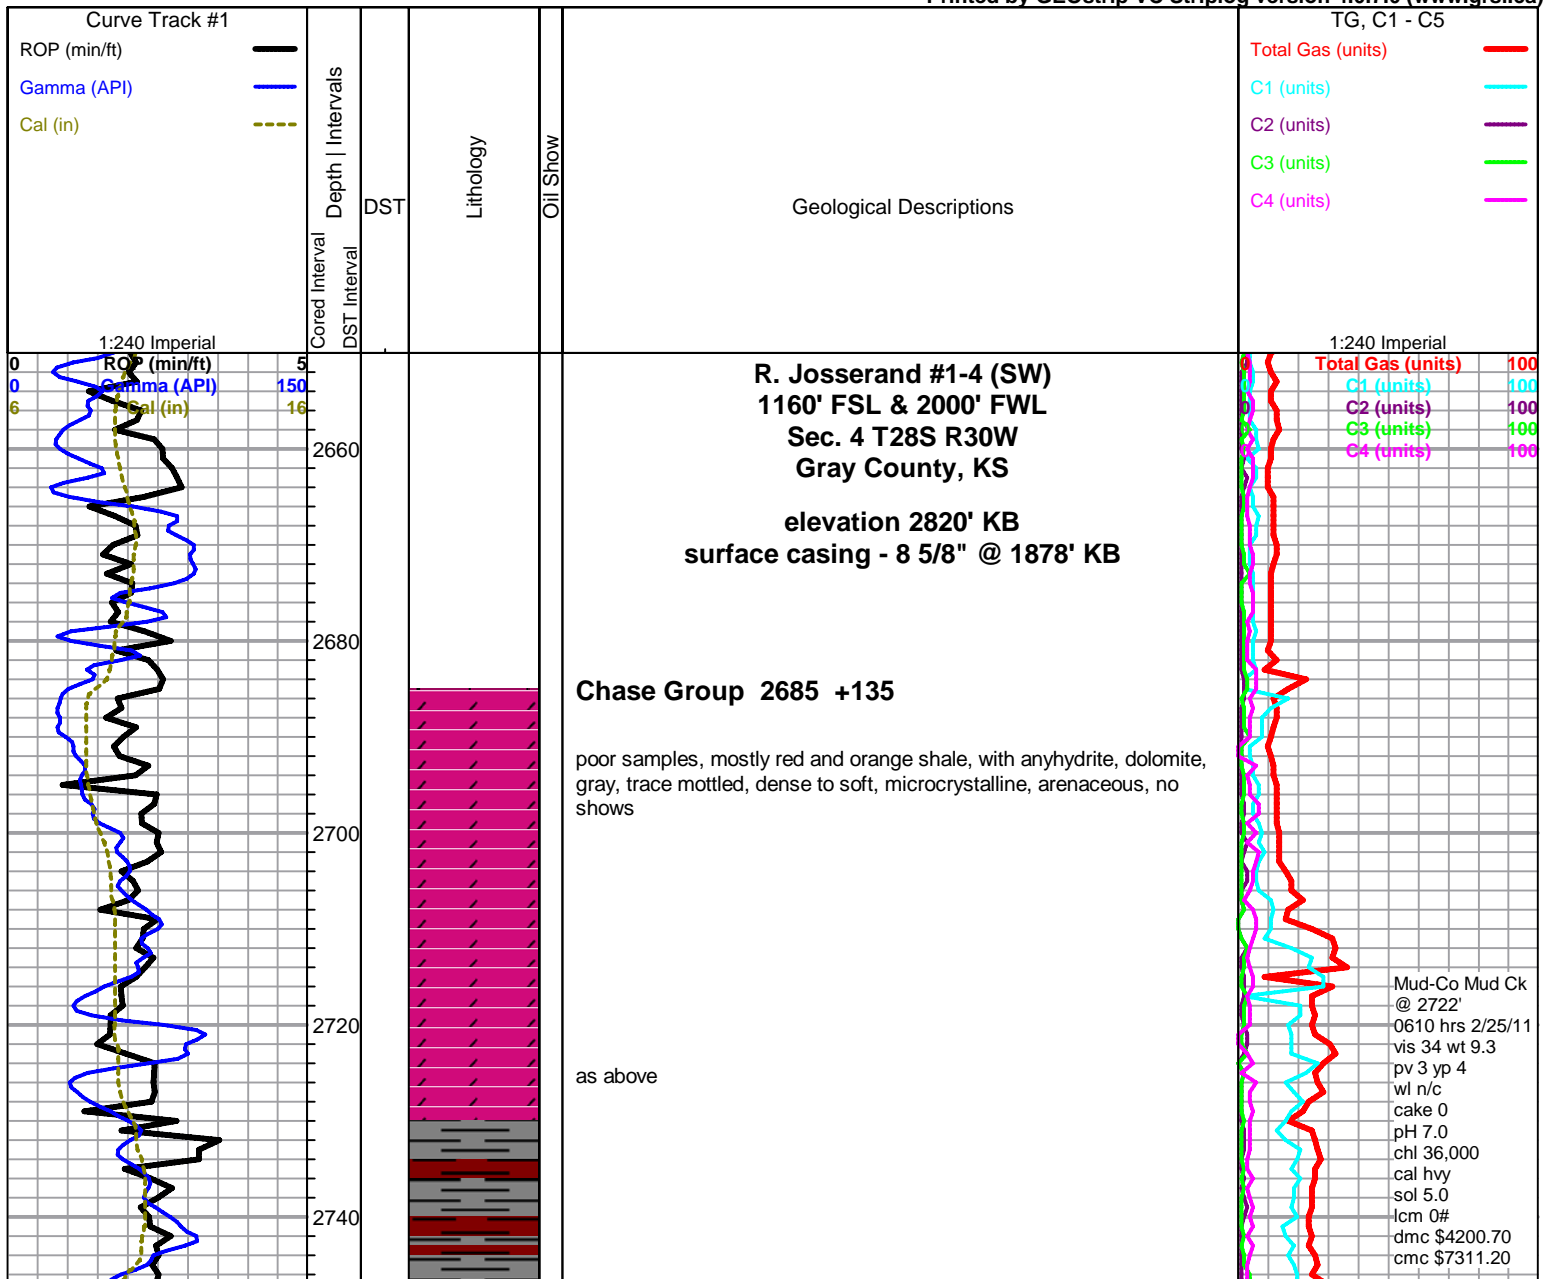 Curve Track #1
ROP (min/ft)
Gamma (API)
Cal (in)
1:240 Imperial
Cored Interval
Depth | Intervals
DST Interval
DST
Lithology
Oil Show
Geological Descriptions
TG, C1 - C5
Total Gas (units)
C1 (units)
C2 (units)
C3 (units)
C4 (units)
1:240 Imperial
0 ROP (min/ft) 5
0 Gamma (API) 150
6 Cal (in) 16
2660
2680
2700
2720
2740
R. Josserand #1-4 (SW)
1160' FSL & 2000' FWL
Sec. 4 T28S R30W
Gray County, KS
elevation 2820' KB
surface casing - 8 5/8" @ 1878' KB
Chase Group 2685 +135
poor samples, mostly red and orange shale, with anyhydrite, dolomite,
gray, trace mottled, dense to soft, microcrystalline, arenaceous, no
shows
as above
0 Total Gas (units) 100
C1 (units) 100
C2 (units) 100
C3 (units) 100
C4 (units) 100
Mud-Co Mud Ck
@ 2722'
0610 hrs 2/25/11
vis 34 wt 9.3
pv 3 yp 4
wl n/c
cake 0
pH 7.0
chl 36,000
cal hvy
sol 5.0
lcm 0#
dmc $4200.70
cmc $7311.20